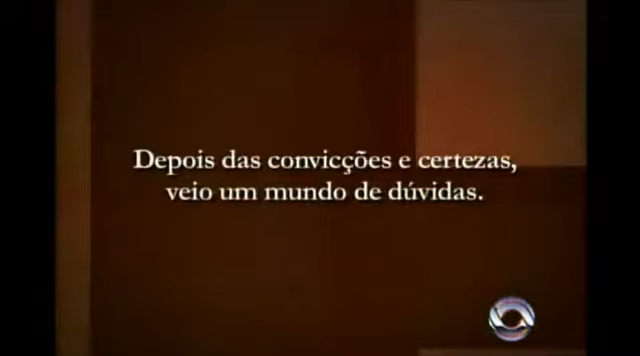 Depois das convicções e certezas,
veio um mundo de dúvidas.